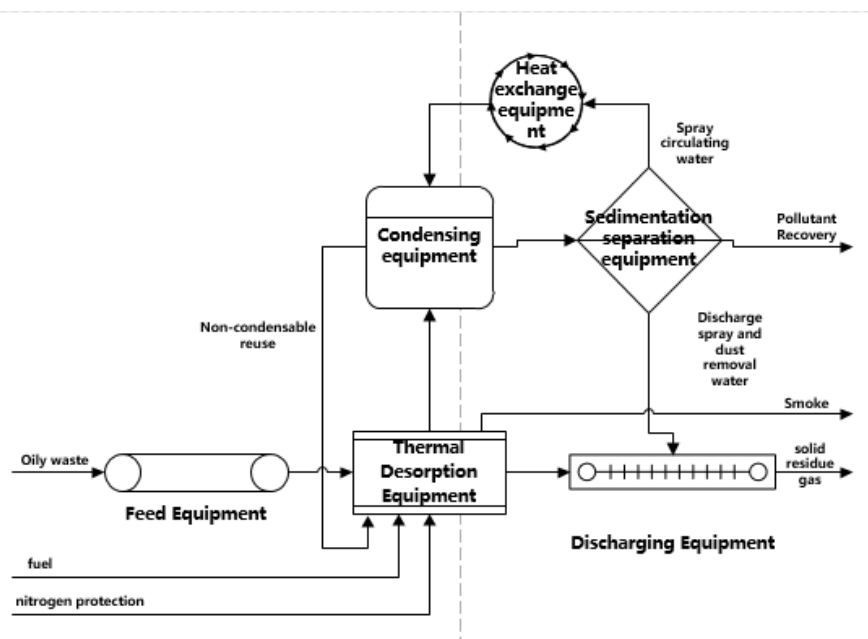 Heat
exchange
equipme
nt
Spray
circulating
water
Condensing
equipment
Sedimentation
separation
equipment
Pollutant
Recovery
Non-condensable
reuse
Discharge
spray and
dust
removal
water
Smoke
Oily waste
Feed Equipment
Thermal
Desorption
Equipment
solid
residue
gas
Discharging Equipment
fuel
nitrogen protection